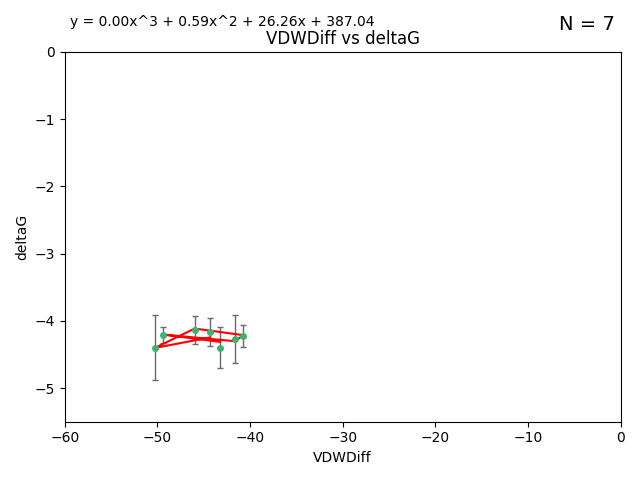 y = 0.00x^3 + 0.59x^2 + 26.26x + 387.04
N = 7
VDWDiff vs deltaG
0
−1
−2
−3
−4
−5
deltaG
−60 −50 −40 −30 −20 −10 0
VDWDiff